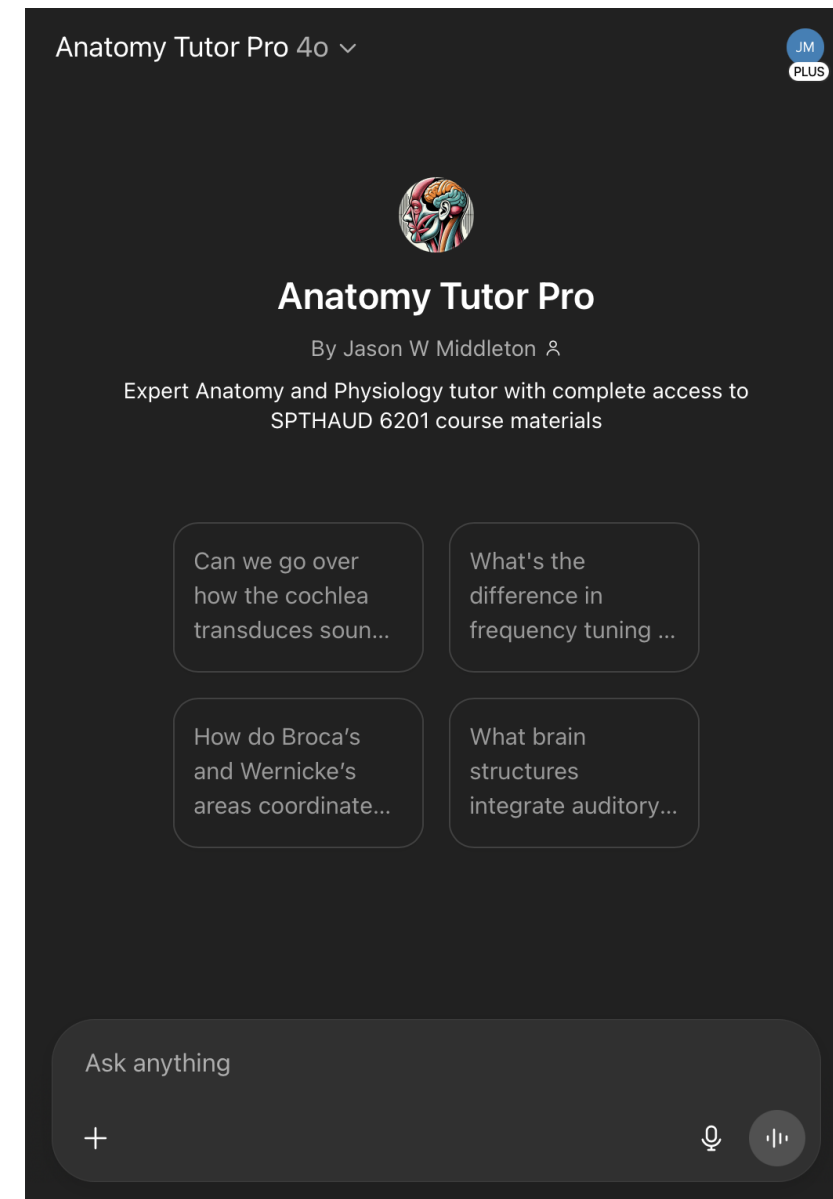 Anatomy Tutor Pro 4o
JM
PLUS
Anatomy Tutor Pro
By Jason W Middleton
Expert Anatomy and Physiology tutor with complete access to
SPTHAUD 6201 course materials
Can we go over
how the cochlea
transduces soun...
What's the
difference in
frequency tuning ...
How do Broca’s
and Wernicke’s
areas coordinate...
What brain
structures
integrate auditory...
Ask anything